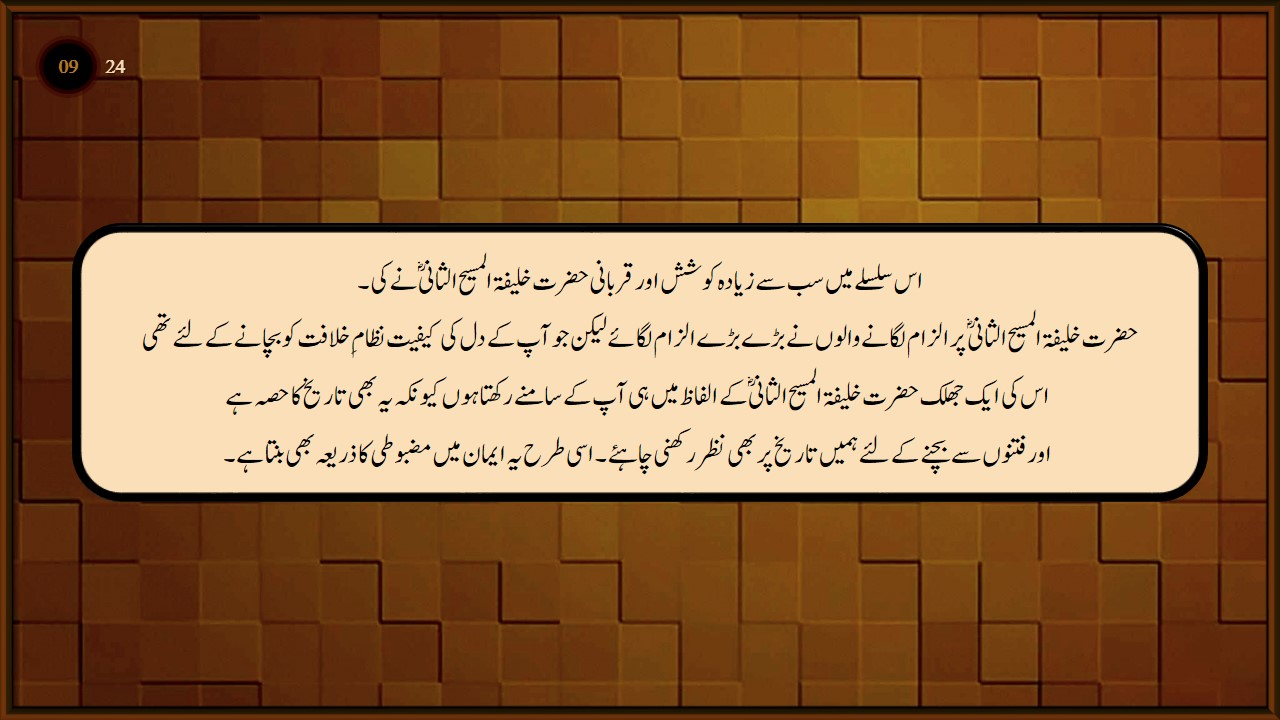 09 24
اس سلسلے میں سب سے زیادہ کوشش اور قربانی حضرت خلیفۃ المسیح الثانیؓ نے کی۔
حضرت خلیفۃ المسیح الثانیؓ پر الزام لگانے والوں نے بڑے بڑے الزام لگائے لیکن جو آپ کے دل کی کیفیت نظامِ خلافت کو بچانے کے لئے تھی
اس کی ایک جھلک حضرت خلیفۃ المسیح الثانیؓ کے الفاظ میں ہی آپ کے سامنے رکھتا ہوں کیونکہ یہ بھی تاریخ کا حصہ ہے
اور فتنوں سے بچنے کے لئے ہمیں تاریخ پر بھی نظر رکھنی چاہئے۔ اسی طرح یہ ایمان میں مضبوطی کا ذریعہ بھی بنتا ہے۔